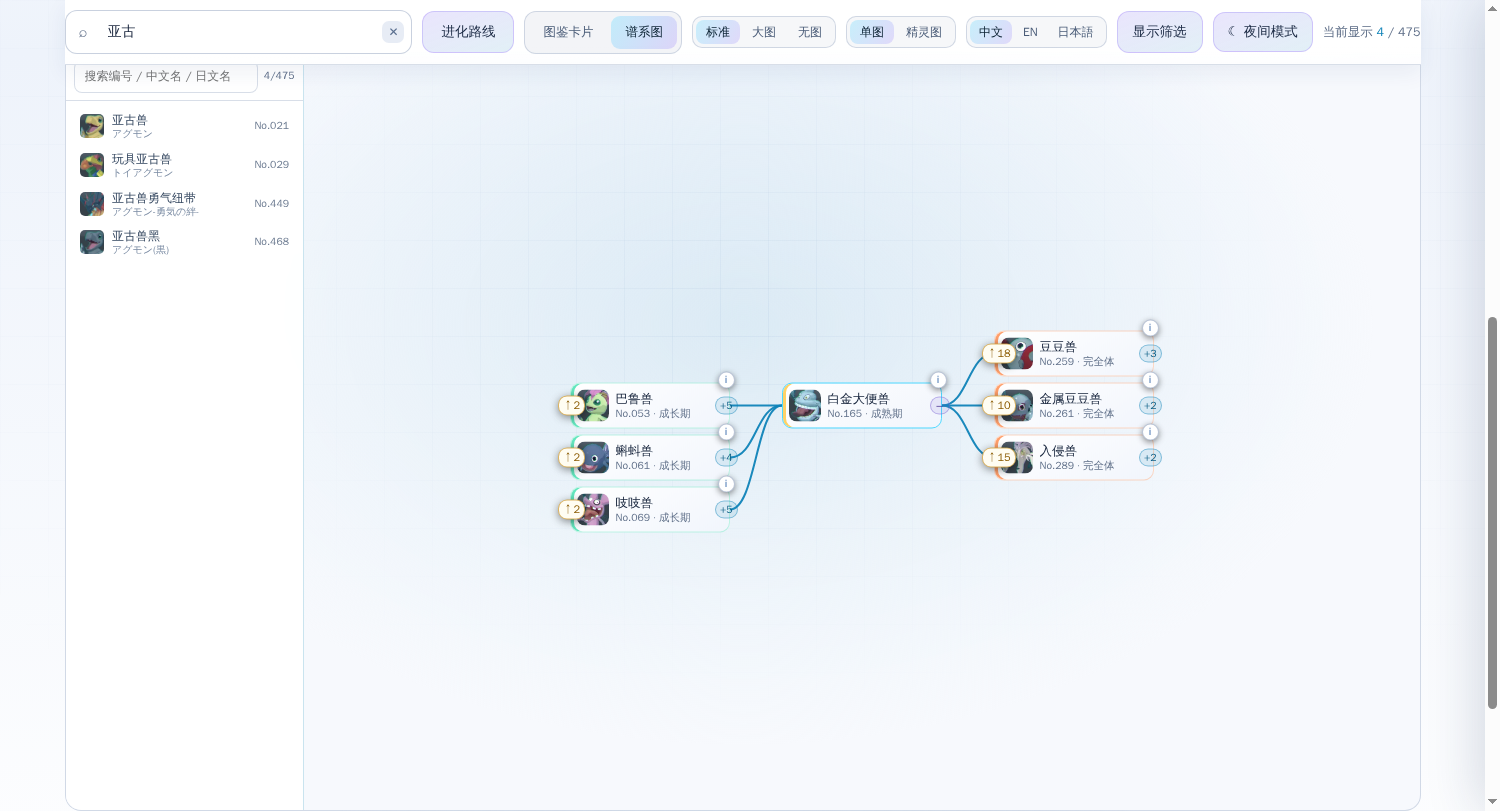 亚古
进化路线
图鉴卡片 谱系图
标准 大图 无图
单图 精灵图
中文 EN 日本語
显示筛选
夜间模式
当前显示 4 / 475
搜索编号 / 中文名 / 日文名
4/475
亚古兽
アグモン
No.021
玩具亚古兽
トイアグモン
No.029
亚古兽勇气纽带
アグモン-勇気の絆-
No.449
亚古兽黑
アグモン(黒)
No.468
↑2
巴鲁兽
No.053 · 成长期
+5
i
↑2
蝌蚪兽
No.061 · 成长期
+4
i
↑2
吱吱兽
No.069 · 成长期
+5
i
白金大便兽
No.165 · 成熟期
i
↑18
豆豆兽
No.259 · 完全体
+3
i
↑10
金属豆豆兽
No.261 · 完全体
+2
i
↑15
入侵兽
No.289 · 完全体
+2
i